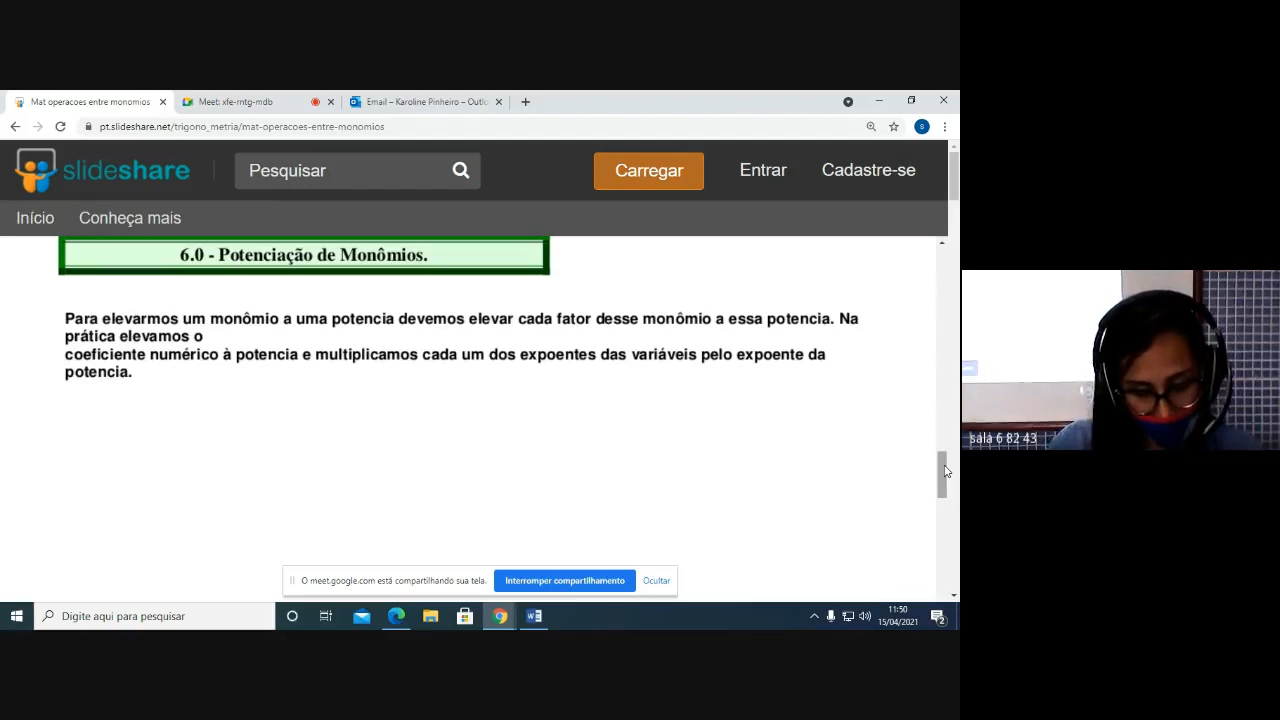 Mat operacoes entre monomios
Meet: xfe-rntg-mdb
Email – Karoline Pinheiro – Outlo
pt.slideshare.net/trigono_metria/mat-operacoes-entre-monomios
S
slideshare
Pesquisar
Carregar
Entrar
Cadastre-se
Início
Conheça mais
6.0 - Potenciação de Monômios.
Para elevarmos um monômio a uma potencia devemos elevar cada fator desse monômio a essa potencia. Na
prática elevamos o
coeficiente numérico à potencia e multiplicamos cada um dos expoentes das variáveis pelo expoente da
potencia.
sala 6 82 43
O meet.google.com está compartilhando sua tela.
Interromper compartilhamento
Ocultar
Digite aqui para pesquisar
11:50
15/04/2021
2